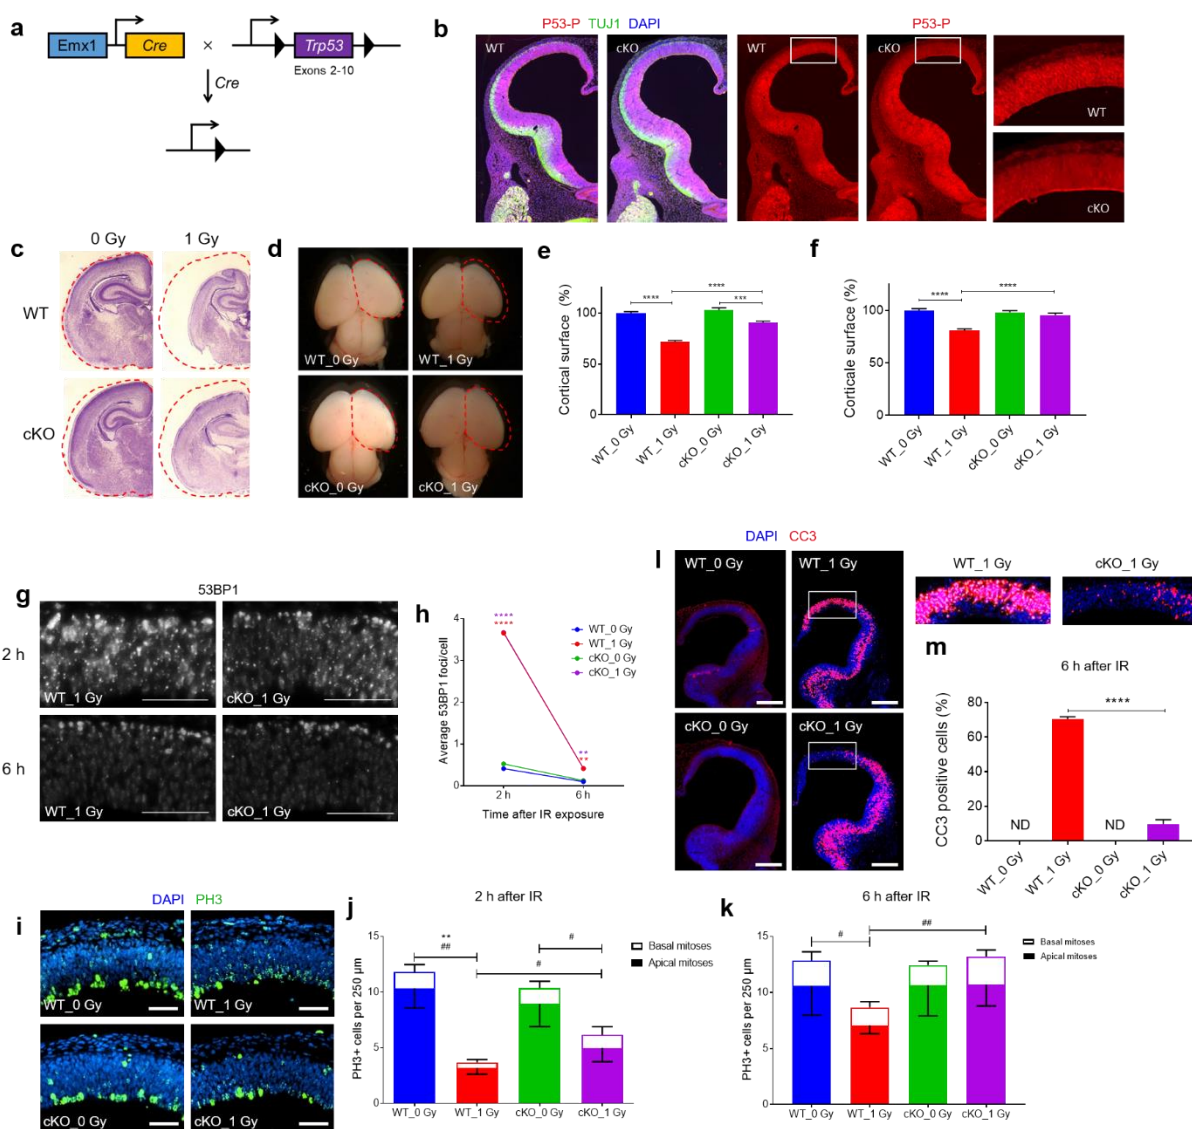 a
Emx1 Cre × Trp53
Exons 2-10
Cre
b
P53-P TUJ1 DAPI P53-P
WT cKO WT cKO WT
cKO
c
0 Gy 1 Gy
WT
cKO
d
WT_0 Gy WT_1 Gy
cKO_0 Gy cKO_1 Gy
e
Cortical surface (%)
100
50
0
**** **** ***
WT_0 Gy WT_1 Gy cKO_0 Gy cKO_1 Gy
f
Corticale surface (%)
100
50
0
**** ****
WT_0 Gy WT_1 Gy cKO_0 Gy cKO_1 Gy
g
53BP1
2 h
WT_1 Gy cKO_1 Gy
6 h
WT_1 Gy cKO_1 Gy
h
Average 53BP1 foci/cell
4
3
2
1
0
****
****
**
**
WT_0 Gy
WT_1 Gy
cKO_0 Gy
cKO_1 Gy
2 h 6 h
Time after IR exposure
l
DAPI CC3
WT_0 Gy WT_1 Gy
cKO_0 Gy cKO_1 Gy
WT_1 Gy cKO_1 Gy
m
6 h after IR
CC3 positive cells (%)
80
60
40
20
0
****
ND ND
WT_0 Gy WT_1 Gy cKO_0 Gy cKO_1 Gy
i
DAPI PH3
WT_0 Gy WT_1 Gy
cKO_0 Gy cKO_1 Gy
j
2 h after IR
PH3+ cells per 250 µm
15
10
5
0
**
##
#
#
Basal mitoses
Apical mitoses
WT_0 Gy WT_1 Gy cKO_0 Gy cKO_1 Gy
k
6 h after IR
PH3+ cells per 250 µm
15
10
5
0
# ##
Basal mitoses
Apical mitoses
WT_0 Gy WT_1 Gy cKO_0 Gy cKO_1 Gy